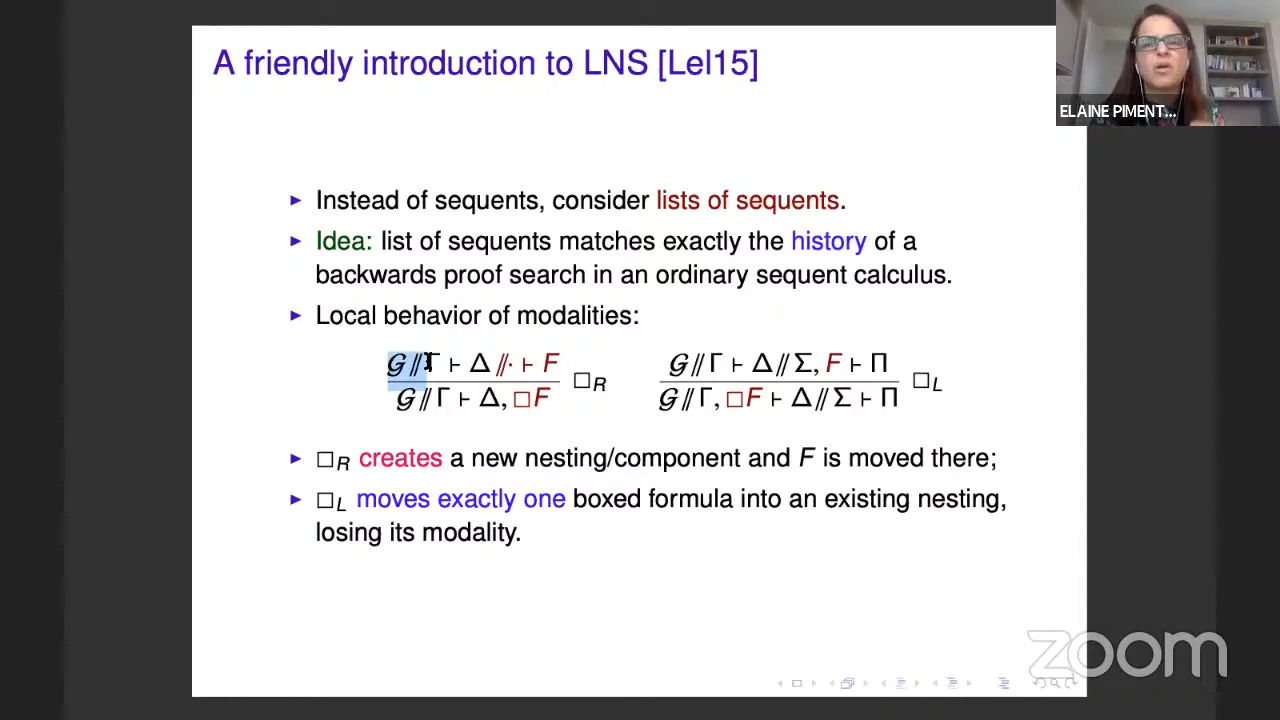 A friendly introduction to LNS [Lel15]
ELAINE PIMENT...
▸ Instead of sequents, consider lists of sequents.
▸ Idea: list of sequents matches exactly the history of a
backwards proof search in an ordinary sequent calculus.
▸ Local behavior of modalities:
𝒢⫽Γ ⊢ Δ⫽· ⊢ F
𝒢⫽Γ ⊢ Δ, □F □R
𝒢⫽Γ ⊢ Δ⫽Σ, F ⊢ Π
𝒢⫽Γ, □F ⊢ Δ⫽Σ ⊢ Π □L
▸ □R creates a new nesting/component and F is moved there;
▸ □L moves exactly one boxed formula into an existing nesting,
losing its modality.
zoom